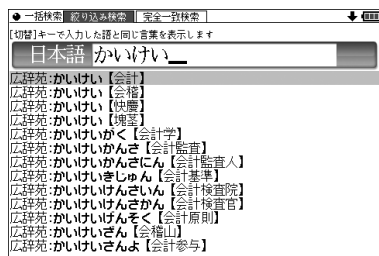 一括検索 絞り込み検索 完全一致検索
[切替]キーで入力した語と同じ言葉を表示します
日本語 かいけい＿
広辞苑:かいけい【会計】
広辞苑:かいけい【会稽】
広辞苑:かいけい【快慶】
広辞苑:かいけい【塊茎】
広辞苑:かいけいがく【会計学】
広辞苑:かいけいかんさ【会計監査】
広辞苑:かいけいかんさにん【会計監査人】
広辞苑:かいけいきじゅん【会計基準】
広辞苑:かいけいけんさいん【会計検査院】
広辞苑:かいけいけんさかん【会計検査官】
広辞苑:かいけいげんそく【会計原則】
広辞苑:かいけいざん【会稽山】
広辞苑:かいけいさんよ【会計参与】